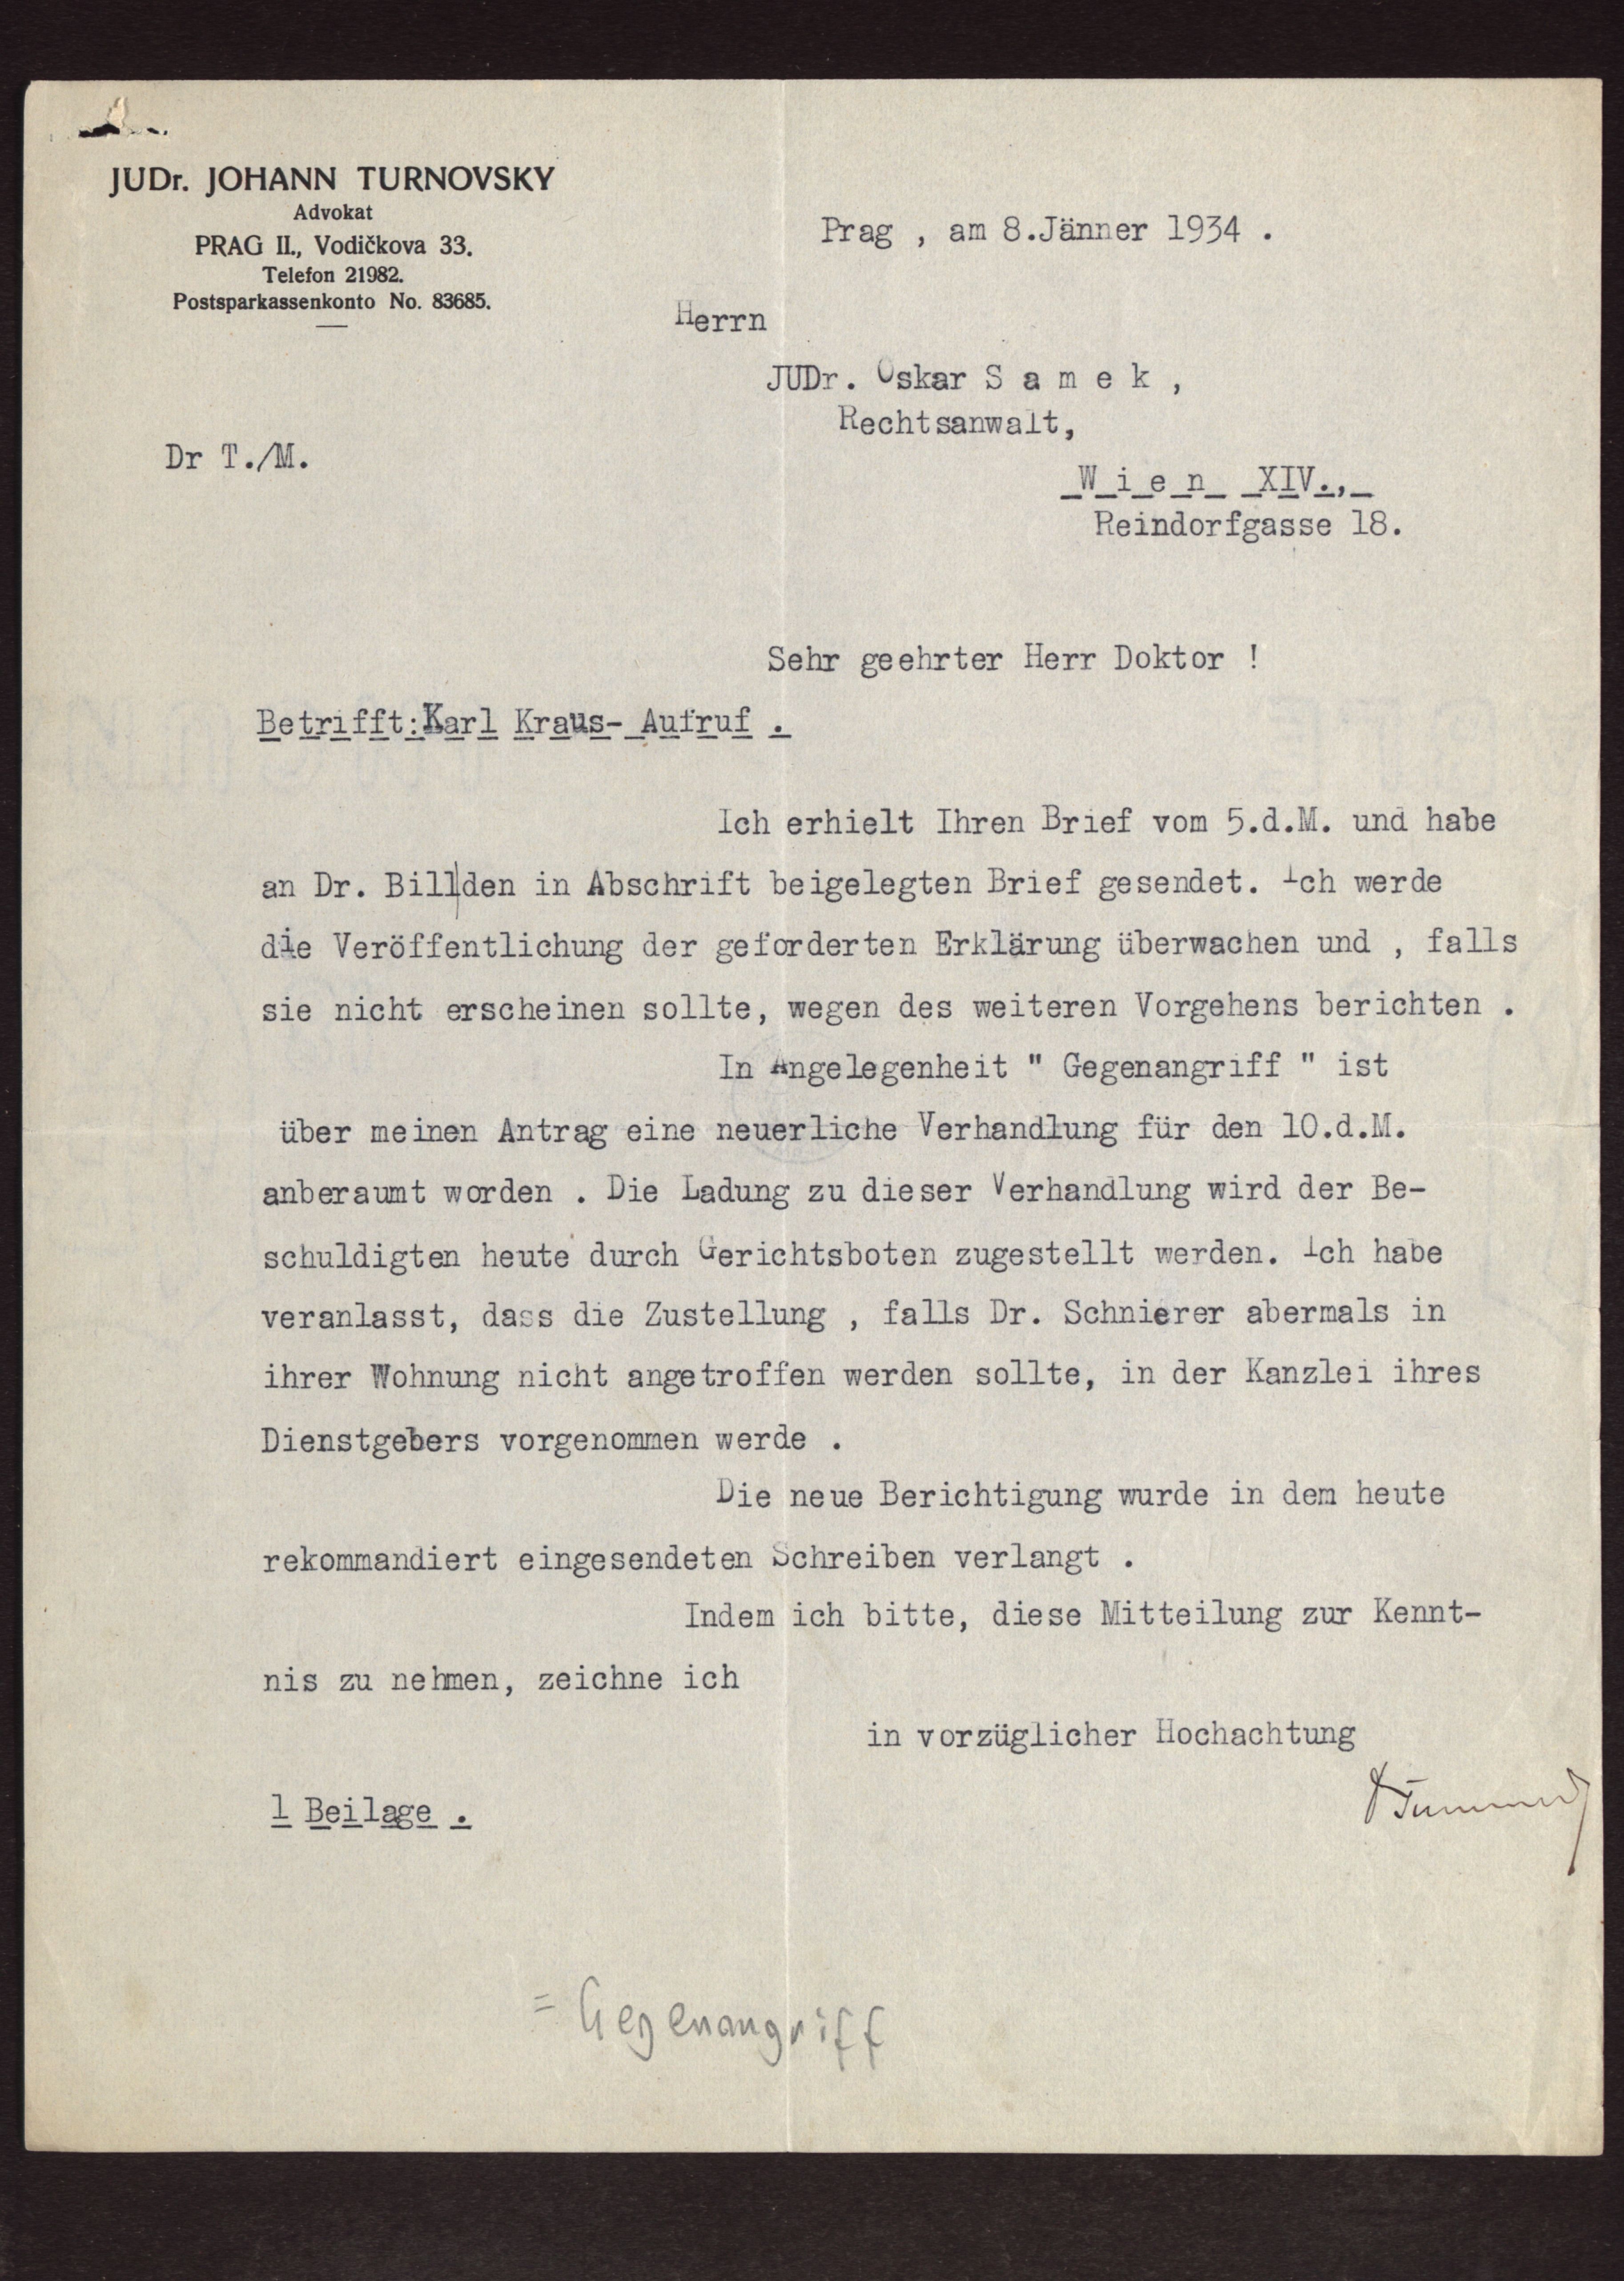 JUDr. JOHANN TURNOVSKY
Advokat
PRAG II., Vodičkova 33.
Telefon 21982.
Postsparkassenkonto No. 83685.
Prag , am 8.Jänner 1934 .
Herrn
JUDr. Oskar S a m e k ,
Rechtsanwalt,
Dr T./M.
W i e n XIV.,
Reindorfgasse 18.
Sehr geehrter Herr Doktor !
Betrifft:Karl Kraus- Aufruf .
Ich erhielt Ihren Brief vom 5.d.M. und habe
an Dr. Bill|den in Abschrift beigelegten Brief gesendet. Ich werde
die Veröffentlichung der geforderten Erklärung überwachen und , falls
sie nicht erscheinen sollte, wegen des weiteren Vorgehens berichten .
In Angelegenheit " Gegenangriff " ist
über meinen Antrag eine neuerliche Verhandlung für den 10.d.M.
anberaumt worden . Die Ladung zu dieser Verhandlung wird der Be-
schuldigten heute durch Gerichtsboten zugestellt werden. Ich habe
veranlasst, dass die Zustellung , falls Dr. Schnierer abermals in
ihrer Wohnung nicht angetroffen werden sollte, in der Kanzlei ihres
Dienstgebers vorgenommen werde .
Die neue Berichtigung wurde in dem heute
rekommandiert eingesendeten Schreiben verlangt .
Indem ich bitte, diese Mitteilung zur Kennt-
nis zu nehmen, zeichne ich
in vorzüglicher Hochachtung
1 Beilage .
= Gegenangriff